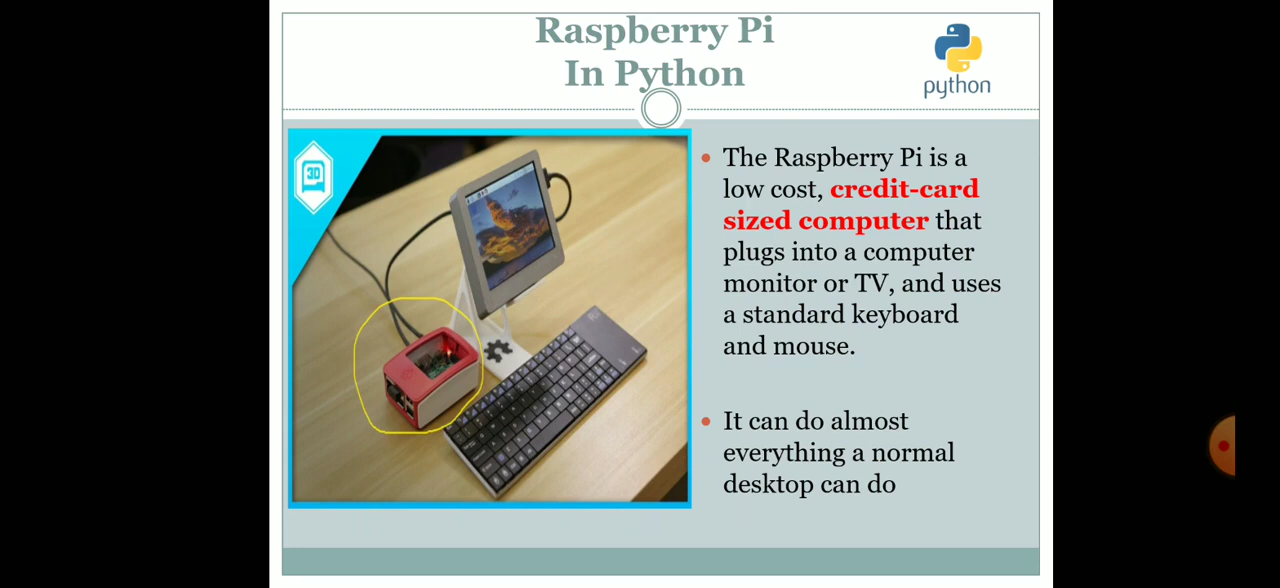 Raspberry Pi
In Python
python
3D
The Raspberry Pi is a
low cost, credit-card
sized computer that
plugs into a computer
monitor or TV, and uses
a standard keyboard
and mouse.
It can do almost
everything a normal
desktop can do